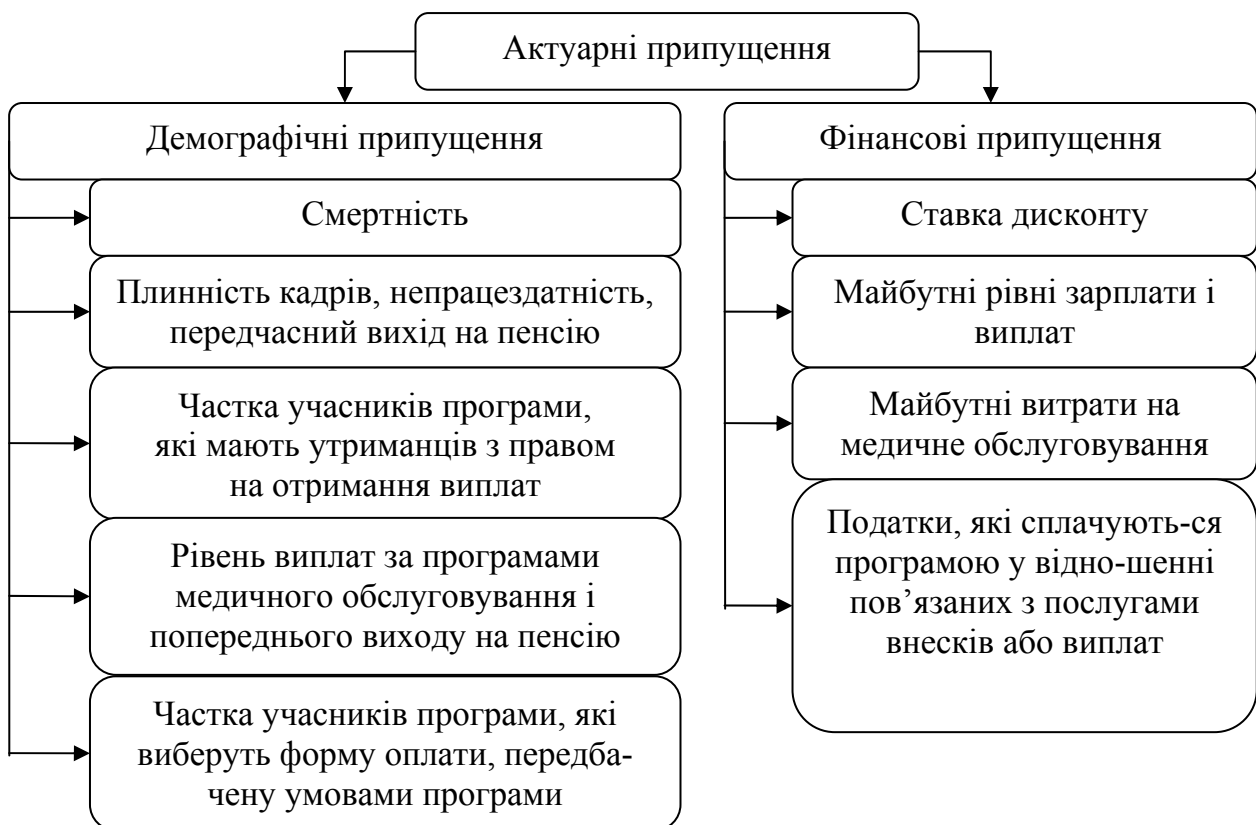 Актуарні припущення
Демографічні припущення
Смертність
Плинність кадрів, непрацездатність,
передчасний вихід на пенсію
Частка учасників програми,
які мають утриманців з правом
на отримання виплат
Рівень виплат за програмами
медичного обслуговування і
попереднього виходу на пенсію
Частка учасників програми, які
виберуть форму оплати, передба-
чену умовами програми
Фінансові припущення
Ставка дисконту
Майбутні рівні зарплати і
виплат
Майбутні витрати на
медичне обслуговування
Податки, які сплачують-ся
програмою у відно-шенні
пов’язаних з послугами
внесків або виплат